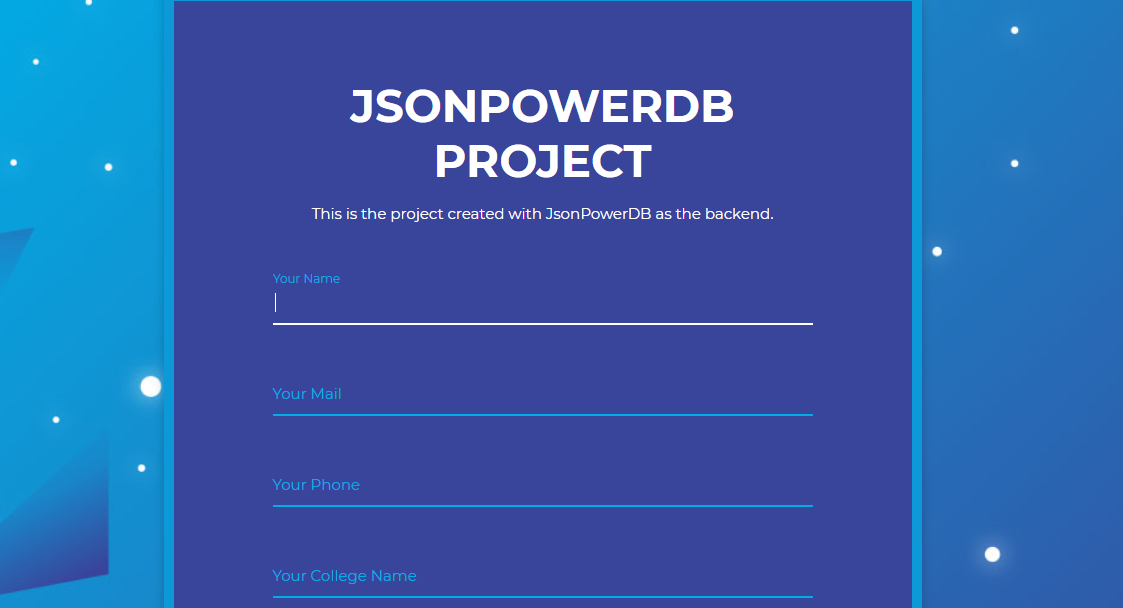 JSONPOWERDB
PROJECT
This is the project created with JsonPowerDB as the backend.
Your Name
Your Mail
Your Phone
Your College Name